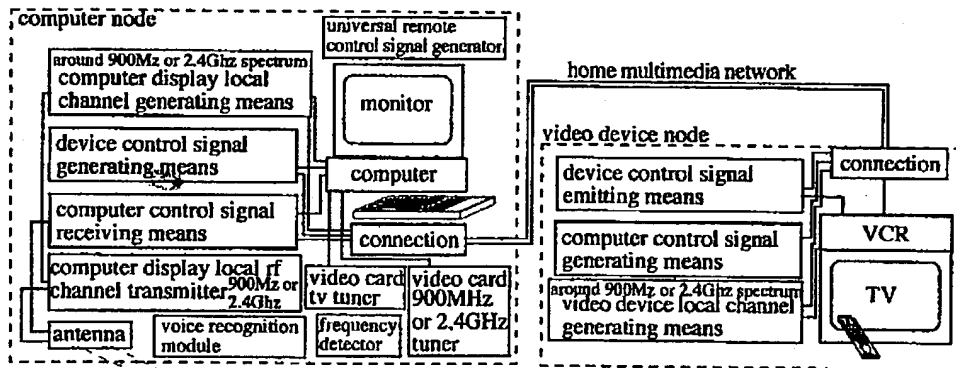 computer node
universal remote
control signal generator
around 900Mz or 2.4Ghz spectrum
computer display local
channel generating means
monitor
home multimedia network
device control signal
generating means
computer
computer control signal
receiving means
connection
computer display local rf
channel transmitter 900Mz or
2.4Ghz
antenna
voice recognition
module
video card
tv tuner
frequency
detector
video card
900MHz
or 2,4GHz
tuner
video device node
connection
device control signal
emitting means
computer control signal
generating means
around 900Mz or 2.4Ghz spectrum
video device local channel
generating means
VCR
TV